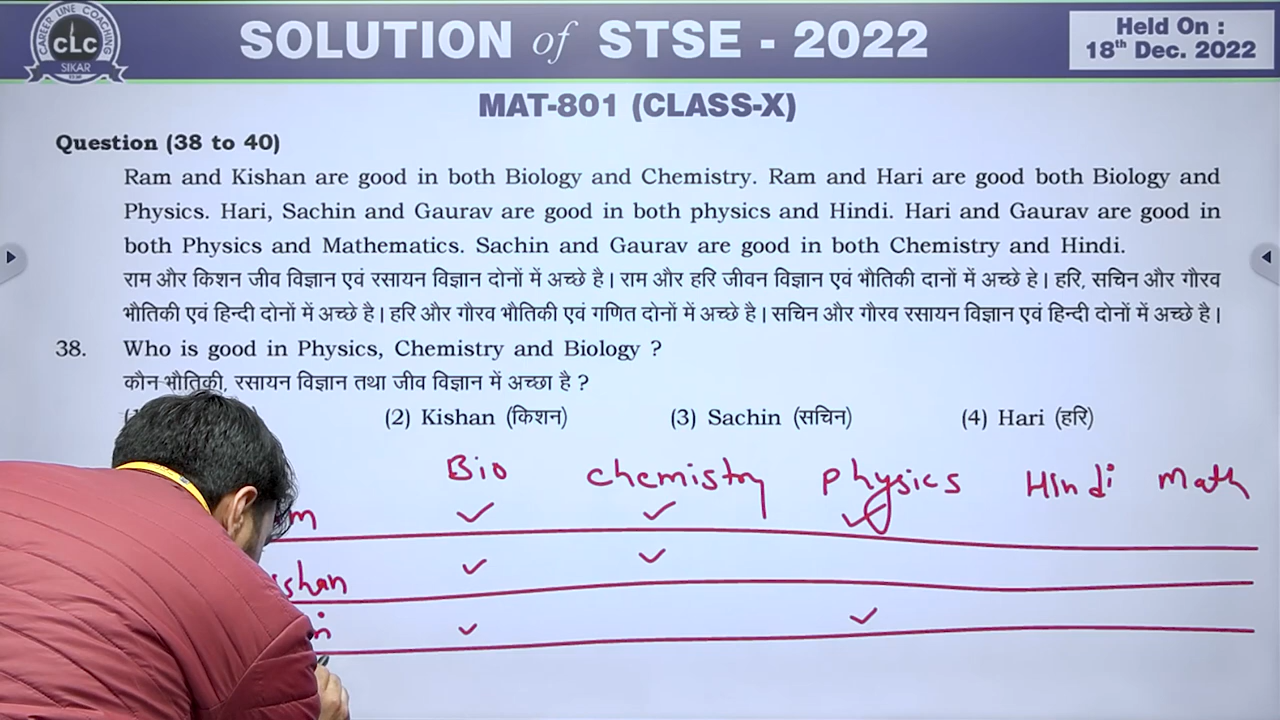 CAREER LINE COACHING
CLC
SIKAR
SOLUTION of STSE - 2022
Held On :
18th Dec. 2022
MAT-801 (CLASS-X)
Question (38 to 40)
Ram and Kishan are good in both Biology and Chemistry. Ram and Hari are good both Biology and
Physics. Hari, Sachin and Gaurav are good in both physics and Hindi. Hari and Gaurav are good in
both Physics and Mathematics. Sachin and Gaurav are good in both Chemistry and Hindi.
राम और किशन जीव विज्ञान एवं रसायन विज्ञान दोनों में अच्छे है। राम और हरि जीवन विज्ञान एवं भौतिकी दानों में अच्छे हे। हरि, सचिन और गौरव
भौतिकी एवं हिन्दी दोनों में अच्छे है। हरि और गौरव भौतिकी एवं गणित दोनों में अच्छे है। सचिन और गौरव रसायन विज्ञान एवं हिन्दी दोनों में अच्छे है।
38. Who is good in Physics, Chemistry and Biology ?
कौन भौतिकी, रसायन विज्ञान तथा जीव विज्ञान में अच्छा है ?
(2) Kishan (किशन) (3) Sachin (सचिन) (4) Hari (हरि)
Bio chemistry physics Hindi Math
m
shan